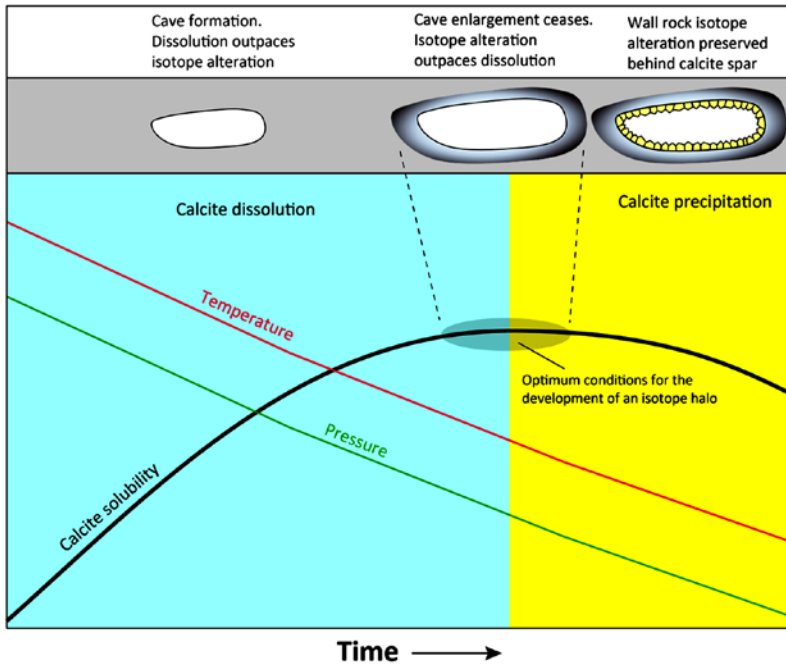 Cave formation.
Dissolution outpaces
isotope alteration
Cave enlargement ceases.
Isotope alteration
outpaces dissolution
Wall rock isotope
alteration preserved
behind calcite spar
Calcite dissolution
Calcite precipitation
Temperature
Pressure
Calcite solubility
Optimum conditions for the
development of an isotope halo
Time